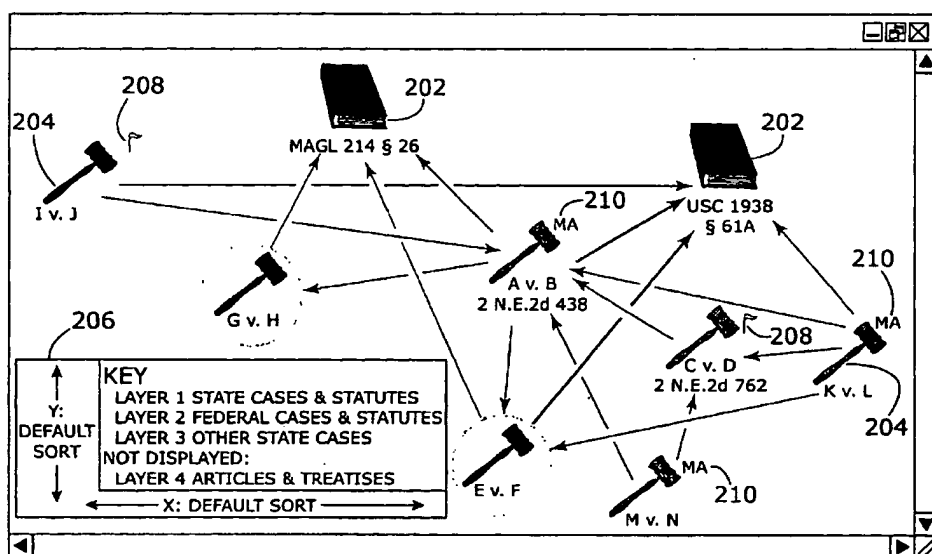 208
202
204
202
MAGL 214 § 26
I v. J
210
MA
USC 1938
§ 61A
210
A v. B
2 N.E.2d 438
MA
G v. H
208
206
C v. D
2 N.E.2d 762
K v. L
204
KEY
LAYER 1 STATE CASES & STATUTES
LAYER 2 FEDERAL CASES & STATUTES
LAYER 3 OTHER STATE CASES
NOT DISPLAYED:
LAYER 4 ARTICLES & TREATISES
Y:
DEFAULT
SORT
X: DEFAULT SORT
E v. F
MA
210
M v. N